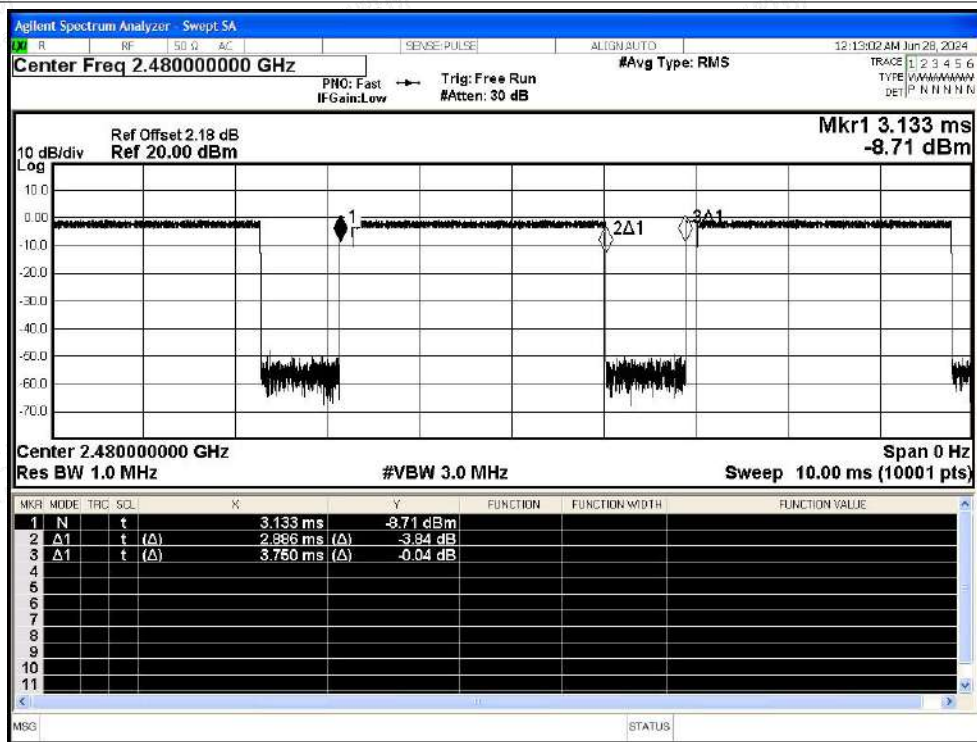 Agilent Spectrum Analyzer - Swept SA
LXI R RF 50 Ω AC SENSE:PULSE ALIGNAUTO 12:13:02 AM Jun 28, 2024
Center Freq 2.480000000 GHz #Avg Type: RMS TRACE 1 2 3 4 5 6
PNO: Fast Trig: Free Run TYPE
IFGain:Low #Atten: 30 dB DET P N N N N N
Mkr1 3.133 ms
-8.71 dBm
Ref Offset 2.18 dB
10 dB/div Ref 20.00 dBm
Log
10.0
0.00
1
2Δ1
3Δ1
-10.0
-20.0
-30.0
-40.0
-50.0
-60.0
-70.0
Center 2.480000000 GHz Span 0 Hz
Res BW 1.0 MHz #VBW 3.0 MHz Sweep 10.00 ms (10001 pts)
MKR MODE TRC SCL X Y FUNCTION FUNCTION WIDTH FUNCTION VALUE
1 N t 3.133 ms -8.71 dBm
2 Δ1 t (Δ) 2.886 ms (Δ) -3.84 dB
3 Δ1 t (Δ) 3.750 ms (Δ) -0.04 dB
4
5
6
7
8
9
10
11
MSG STATUS